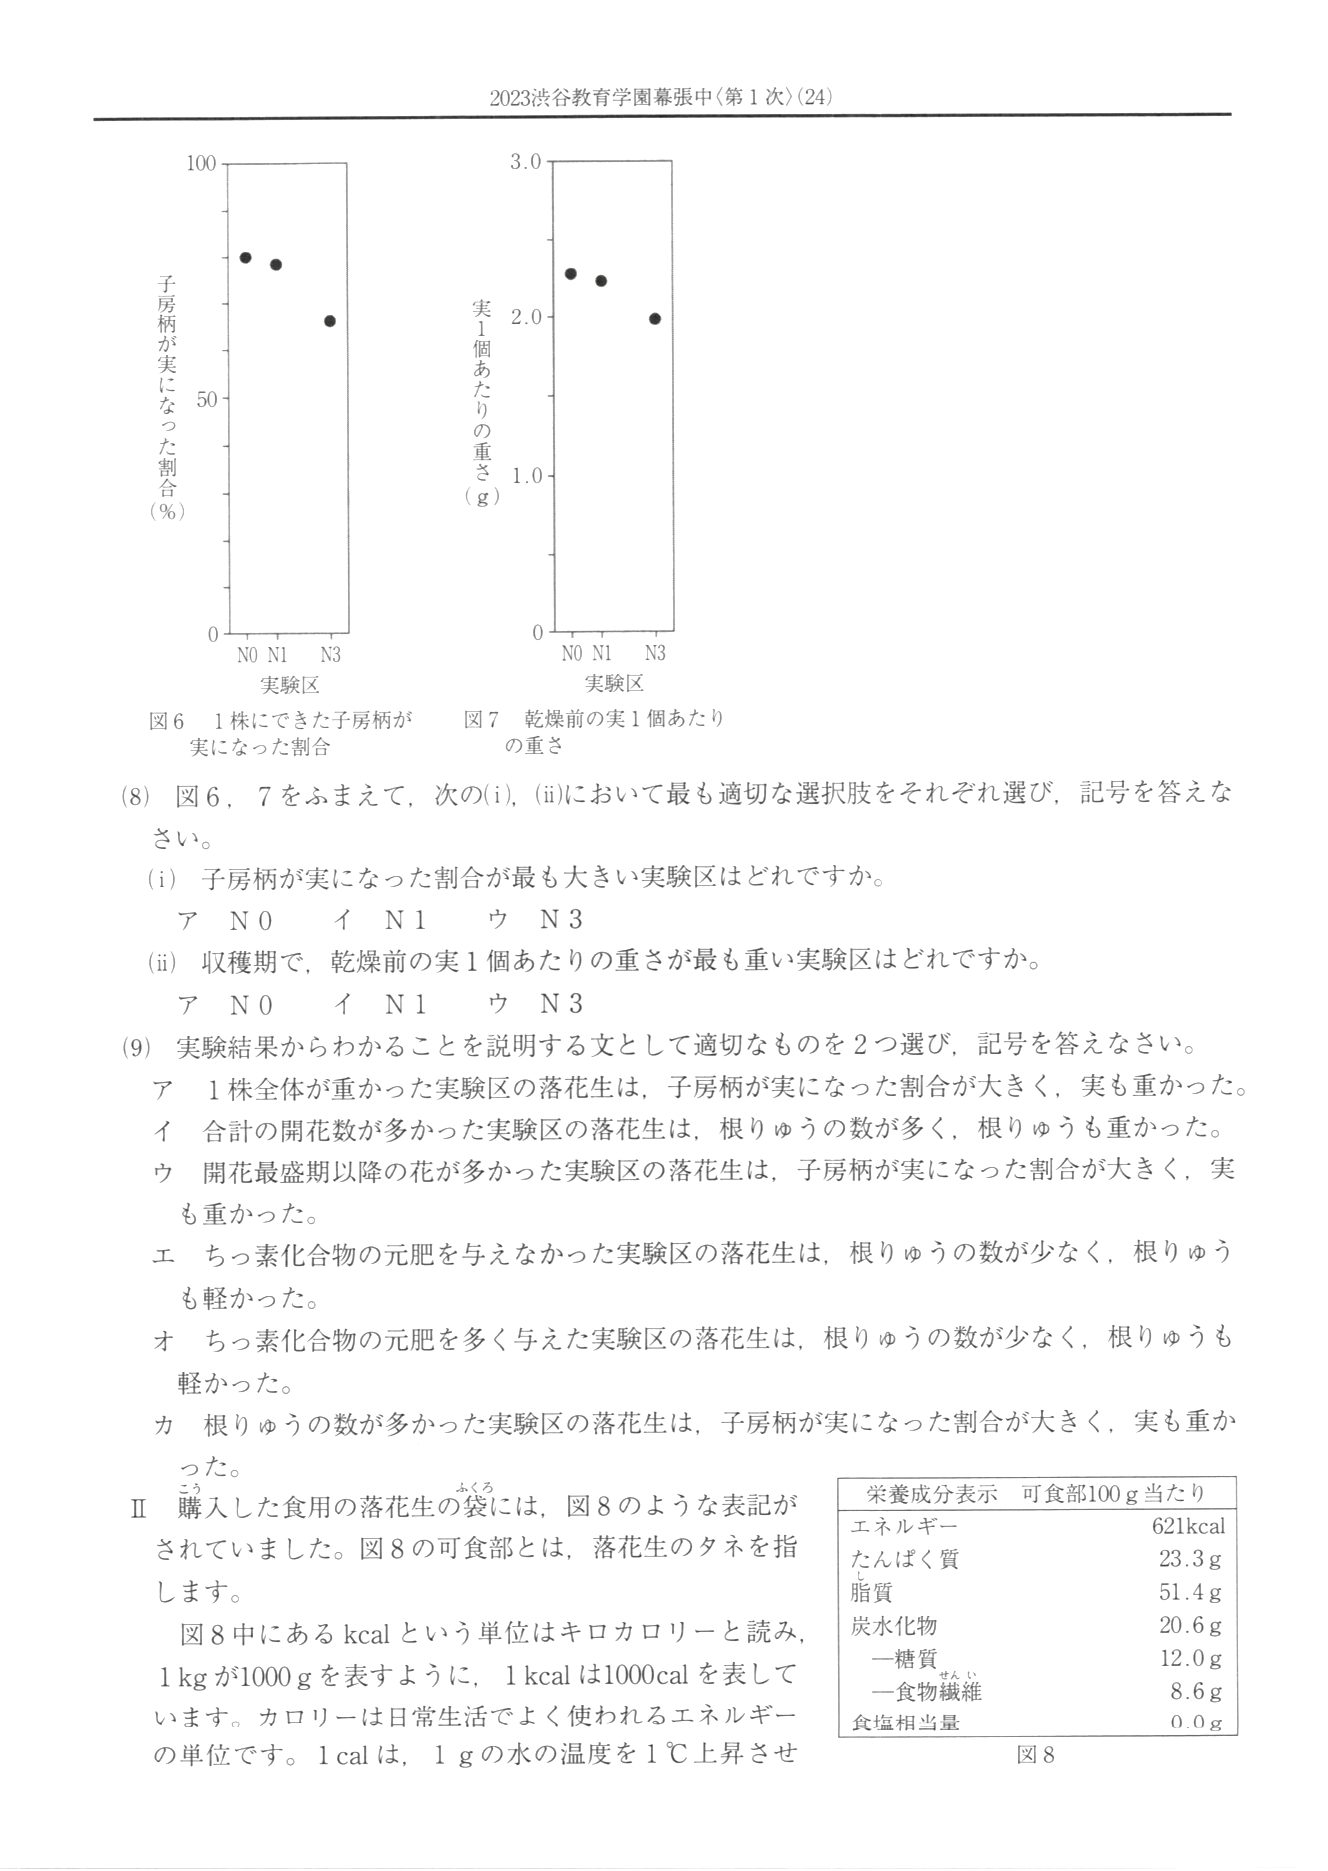 2023渋谷教育学園幕張中〈第1次〉(24)
100
50
0
子房柄が実になった割合(%)
N0 N1 N3
実験区
図6 1株にできた子房柄が
実になった割合
3.0
2.0
1.0
0
実1個あたりの重さ(g)
N0 N1 N3
実験区
図7 乾燥前の実1個あたり
の重さ
(8) 図6,7をふまえて,次の(i),(ii)において最も適切な選択肢をそれぞれ選び,記号を答えな
さい。
(i) 子房柄が実になった割合が最も大きい実験区はどれですか。
ア N0 イ N1 ウ N3
(ii) 収穫期で,乾燥前の実1個あたりの重さが最も重い実験区はどれですか。
ア N0 イ N1 ウ N3
(9) 実験結果からわかることを説明する文として適切なものを2つ選び,記号を答えなさい。
ア 1株全体が重かった実験区の落花生は,子房柄が実になった割合が大きく,実も重かった。
イ 合計の開花数が多かった実験区の落花生は,根りゅうの数が多く,根りゅうも重かった。
ウ 開花最盛期以降の花が多かった実験区の落花生は,子房柄が実になった割合が大きく,実
も重かった。
エ ちっ素化合物の元肥を与えなかった実験区の落花生は,根りゅうの数が少なく,根りゅう
も軽かった。
オ ちっ素化合物の元肥を多く与えた実験区の落花生は,根りゅうの数が少なく,根りゅうも
軽かった。
カ 根りゅうの数が多かった実験区の落花生は,子房柄が実になった割合が大きく,実も重か
った。
こう ふくろ
Ⅱ 購入した食用の落花生の袋には,図8のような表記が
されていました。図8の可食部とは,落花生のタネを指
します。
図8中にあるkcalという単位はキロカロリーと読み,
1kgが1000gを表すように,1kcalは1000calを表して
います。カロリーは日常生活でよく使われるエネルギー
の単位です。1calは,1gの水の温度を1℃上昇させ
栄養成分表示 可食部100g当たり
エネルギー 621kcal
たんぱく質 23.3g
し
脂質 51.4g
炭水化物 20.6g
―糖質 12.0g
せんい
―食物繊維 8.6g
食塩相当量 0.0g
図8